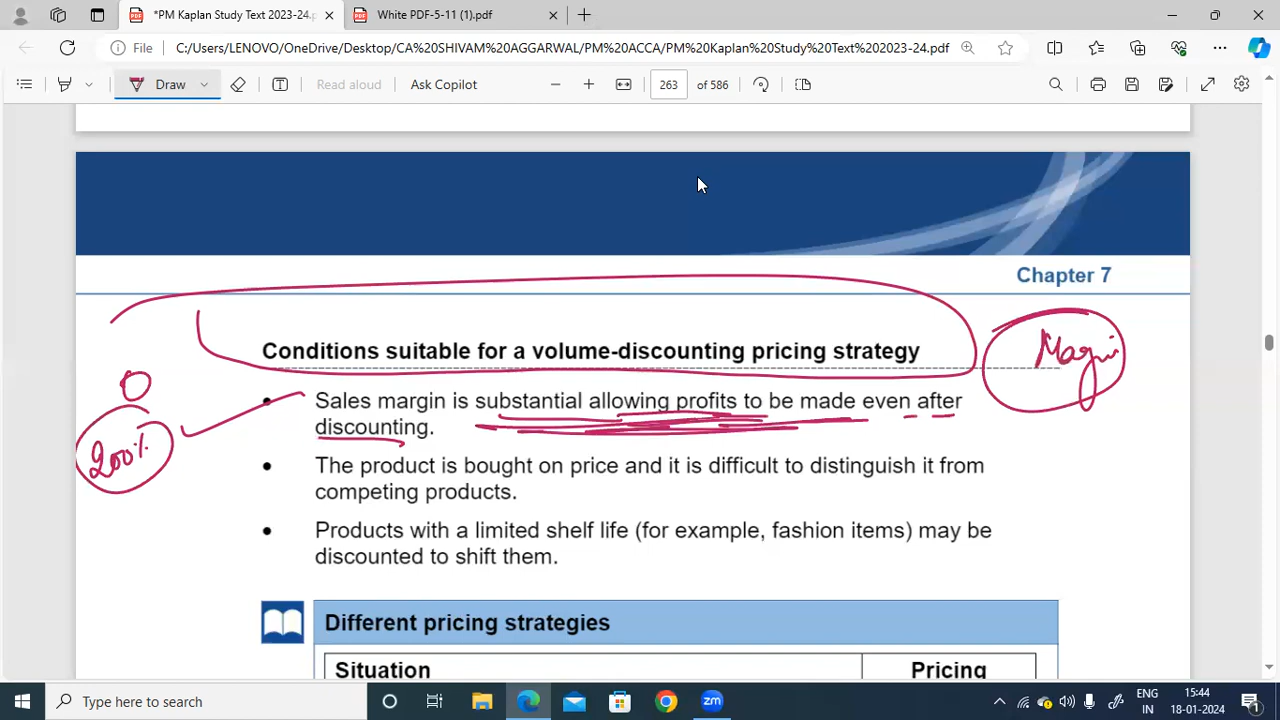 *PM Kaplan Study Text 2023-24.p
White PDF-5-11 (1).pdf
File
C:/Users/LENOVO/OneDrive/Desktop/CA%20SHIVAM%20AGGARWAL/PM%20ACCA/PM%20Kaplan%20Study%20Text%202023-24.pdf
Draw
Read aloud
Ask Copilot
263 of 586
Chapter 7
Conditions suitable for a volume-discounting pricing strategy
Margin
200%
• Sales margin is substantial allowing profits to be made even after
discounting.
• The product is bought on price and it is difficult to distinguish it from
competing products.
• Products with a limited shelf life (for example, fashion items) may be
discounted to shift them.
Different pricing strategies
Situation
Pricing
Type here to search
zm
ENG
IN
15:44
18-01-2024
1